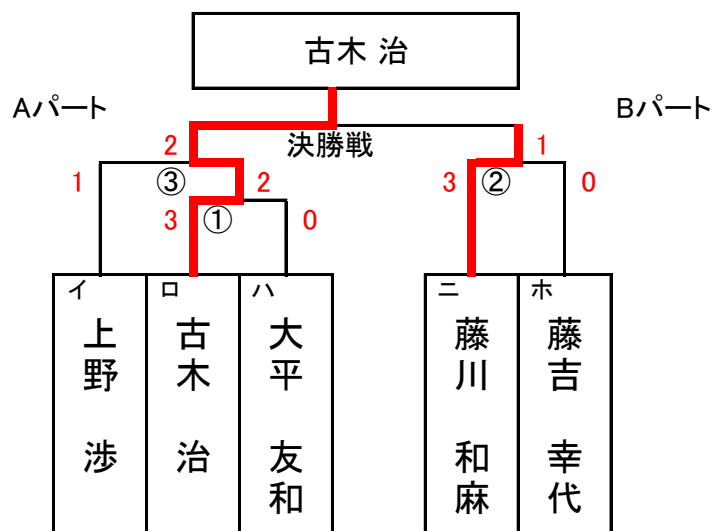 古木 治
Aパート
Bパート
決勝戦
2
1
1
③
2
3
②
0
3
①
0
イ
ロ
ハ
ニ
ホ
上野 渉
古木 治
大平 友和
藤川 和麻
藤吉 幸代